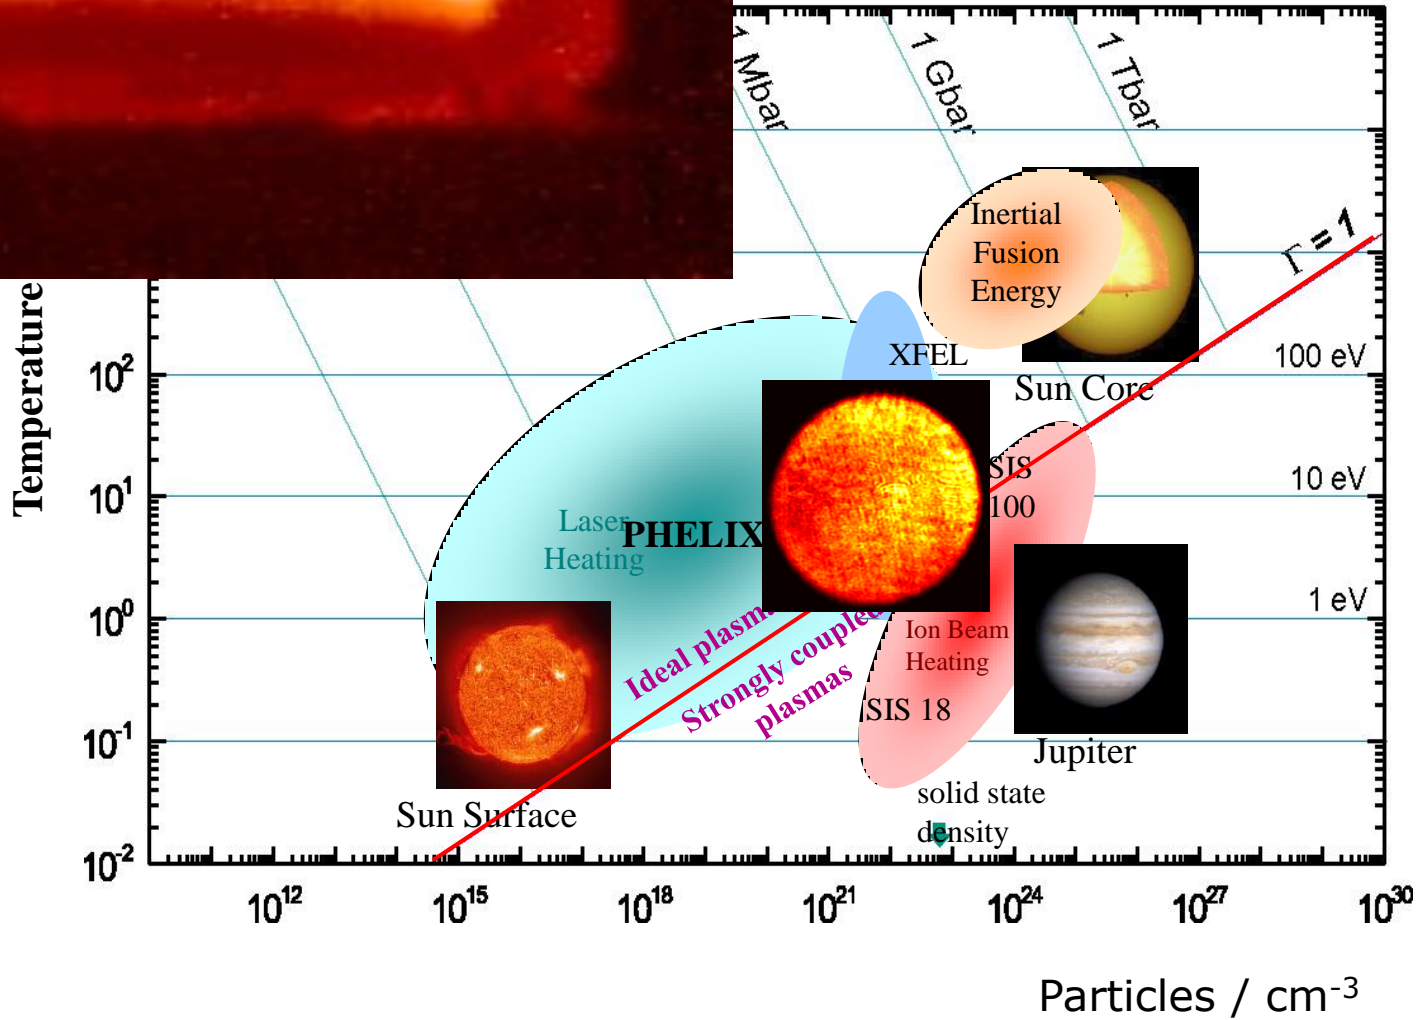 1 Mbar
1 Gbar
1 Tbar
Γ = 1
Inertial
Fusion
Energy
XFEL
Sun Core
100 eV
10 eV
1 eV
SIS
100
Laser
Heating
PHELIX
Ideal plasm
Strongly coupled
plasmas
Ion Beam
Heating
SIS 18
Jupiter
Sun Surface
solid state
density
Temperature
10²
10¹
10⁰
10⁻¹
10⁻²
10¹²
10¹⁵
10¹⁸
10²¹
10²⁴
10²⁷
10³⁰
Particles / cm⁻³